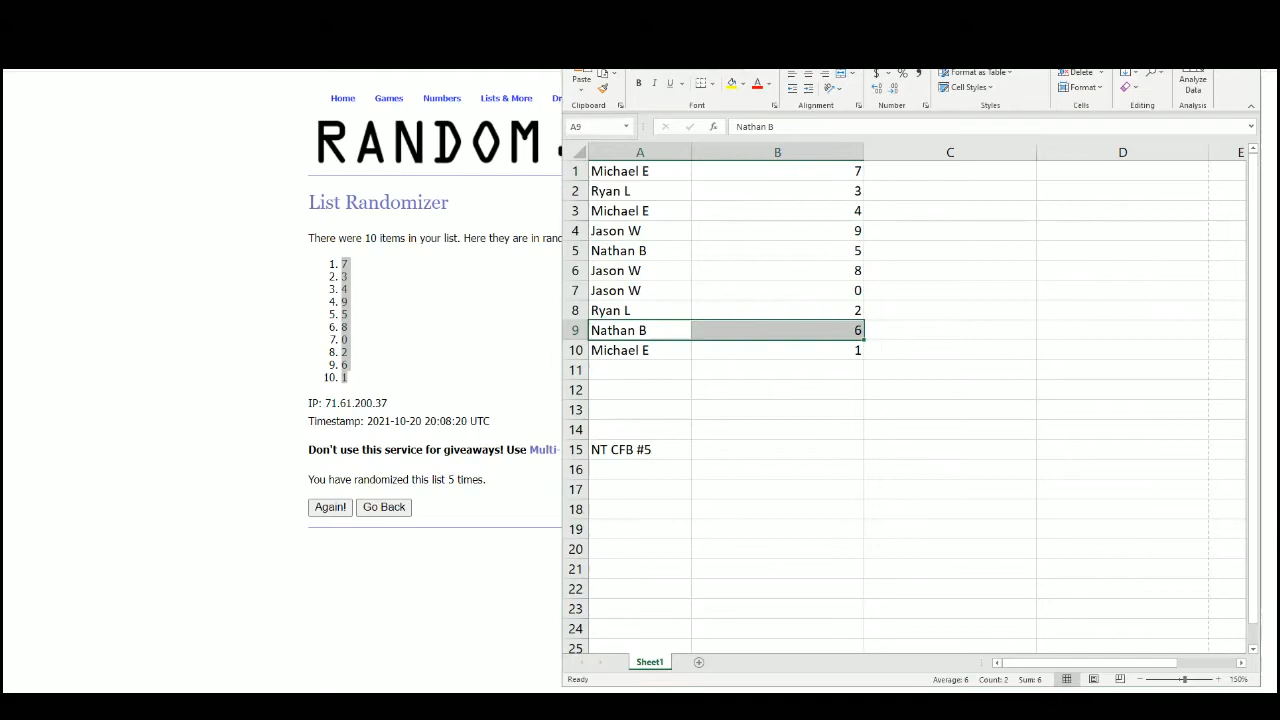 Home Games Numbers Lists & More Dr
RANDOM
List Randomizer
There were 10 items in your list. Here they are in rand
1. 7
2. 3
3. 4
4. 9
5. 5
6. 8
7. 0
8. 2
9. 6
10. 1
IP: 71.61.200.37
Timestamp: 2021-10-20 20:08:20 UTC
Don't use this service for giveaways! Use Multi-
You have randomized this list 5 times.
Again! Go Back
Paste B I U A $ % , Format as Table Delete Analyze
Cell Styles Format Data
Clipboard Font Alignment Number Styles Cells Editing Analysis
A9 fx Nathan B
A B C D E
1 Michael E 7
2 Ryan L 3
3 Michael E 4
4 Jason W 9
5 Nathan B 5
6 Jason W 8
7 Jason W 0
8 Ryan L 2
9 Nathan B 6
10 Michael E 1
11
12
13
14
15 NT CFB #5
16
17
18
19
20
21
22
23
24
25
Sheet1
Ready Average: 6 Count: 2 Sum: 6 150%